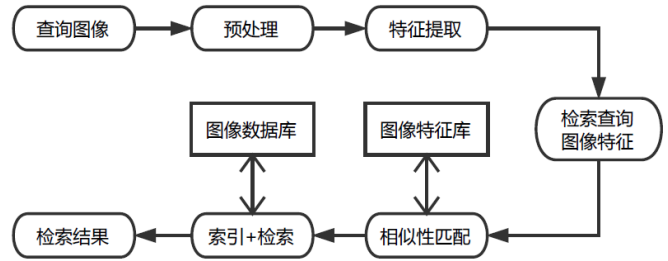 查询图像
预处理
特征提取
检索查询
图像特征
图像数据库
图像特征库
检索结果
索引+检索
相似性匹配